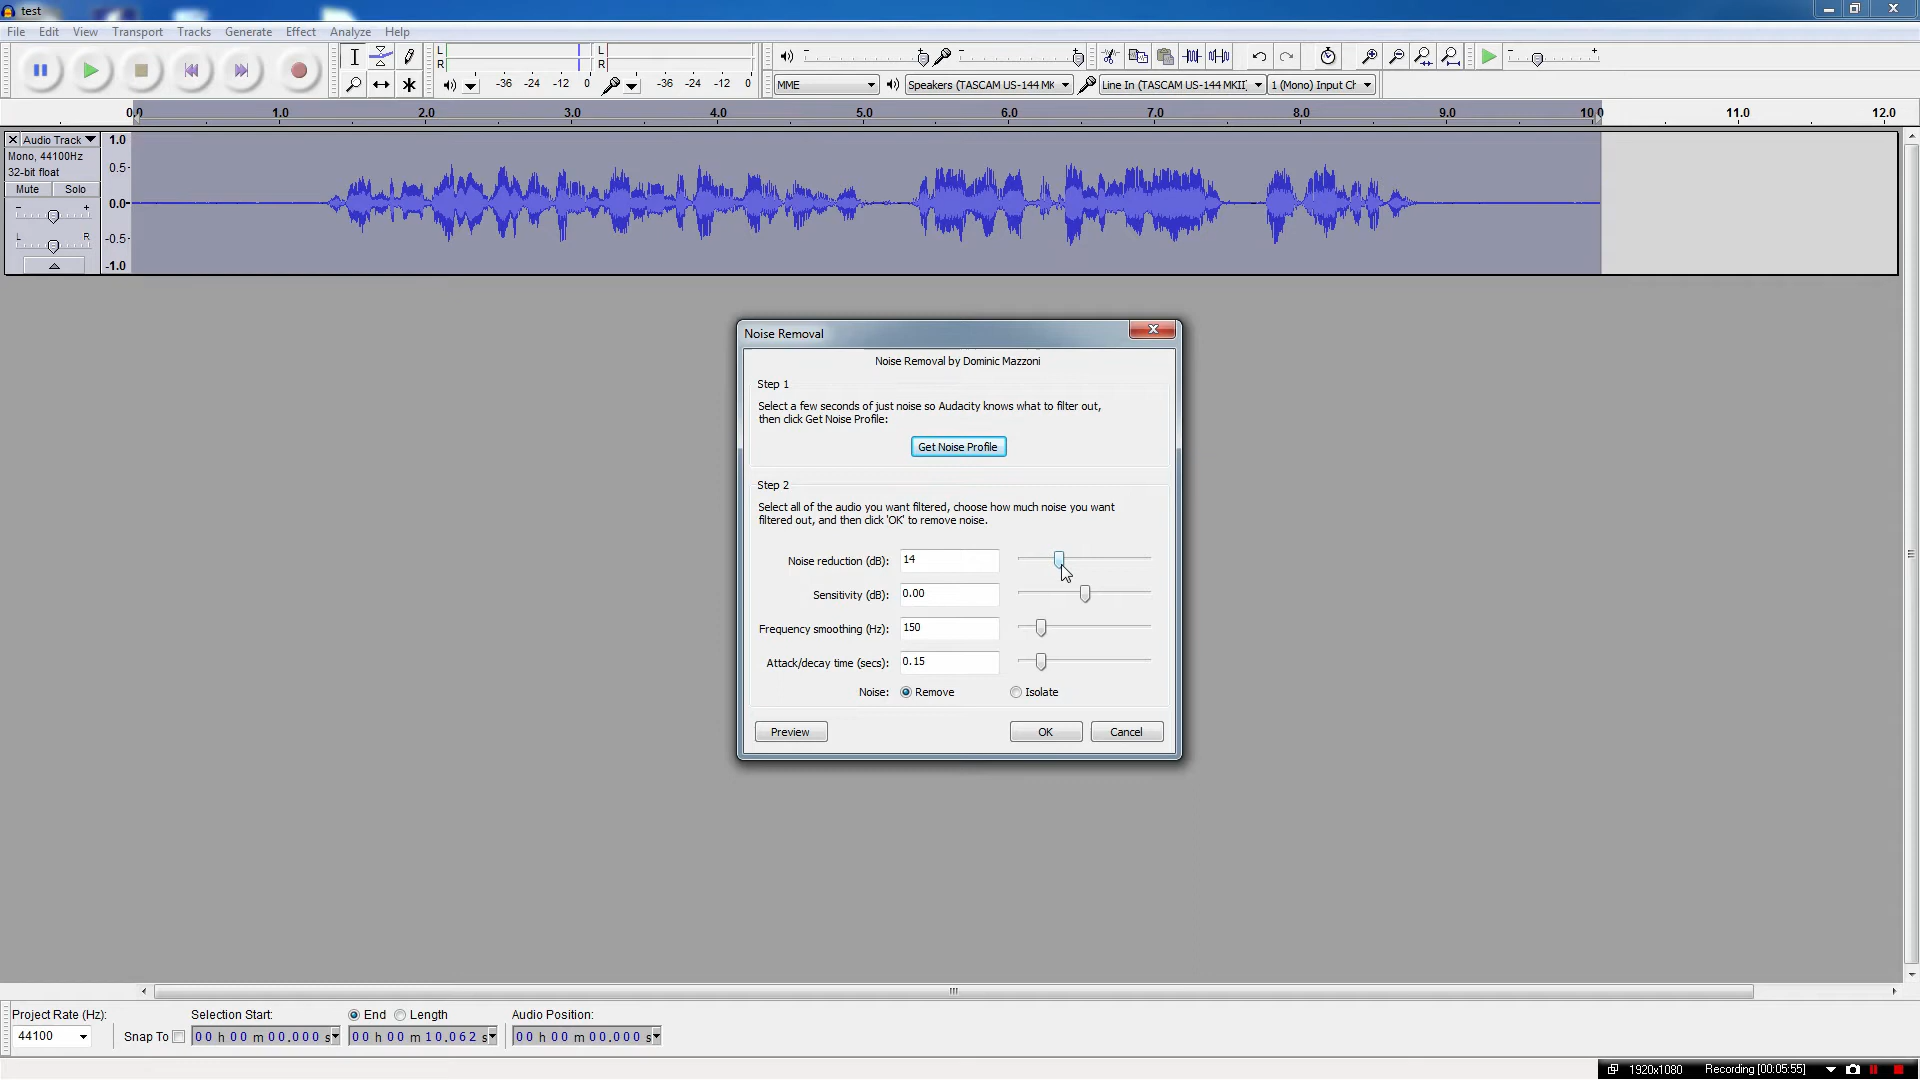 test
File Edit View Transport Tracks Generate Effect Analyze Help
L
R
-36 -24 -12 0
L
R
-36 -24 -12 0
MME
Speakers (TASCAM US-144 MK
Line In (TASCAM US-144 MKII)
1 (Mono) Input Ch
0.0 1.0 2.0 3.0 4.0 5.0 6.0 7.0 8.0 9.0 10.0 11.0 12.0
Audio Track
Mono, 44100Hz
32-bit float
Mute Solo
- +
L R
1.0
0.5
0.0
-0.5
-1.0
Noise Removal
Noise Removal by Dominic Mazzoni
Step 1
Select a few seconds of just noise so Audacity knows what to filter out,
then click Get Noise Profile:
Get Noise Profile
Step 2
Select all of the audio you want filtered, choose how much noise you want
filtered out, and then click 'OK' to remove noise.
Noise reduction (dB): 14
Sensitivity (dB): 0.00
Frequency smoothing (Hz): 150
Attack/decay time (secs): 0.15
Noise: Remove Isolate
Preview OK Cancel
Project Rate (Hz): Selection Start: End Length Audio Position:
44100 Snap To 00 h 00 m 00.000 s 00 h 00 m 10.062 s 00 h 00 m 00.000 s
1920x1080 Recording [00:05:55]